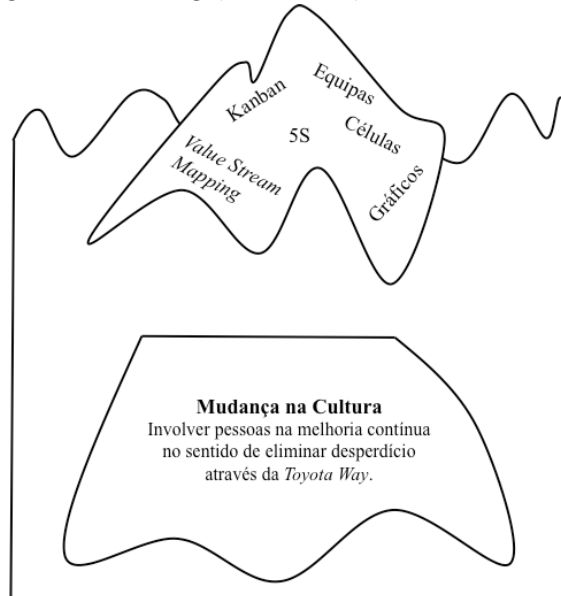 Equipas
Kanban
5S
Células
Value Stream
Mapping
Gráficos
Mudança na Cultura
Involver pessoas na melhoria contínua
no sentido de eliminar desperdício
através da Toyota Way.